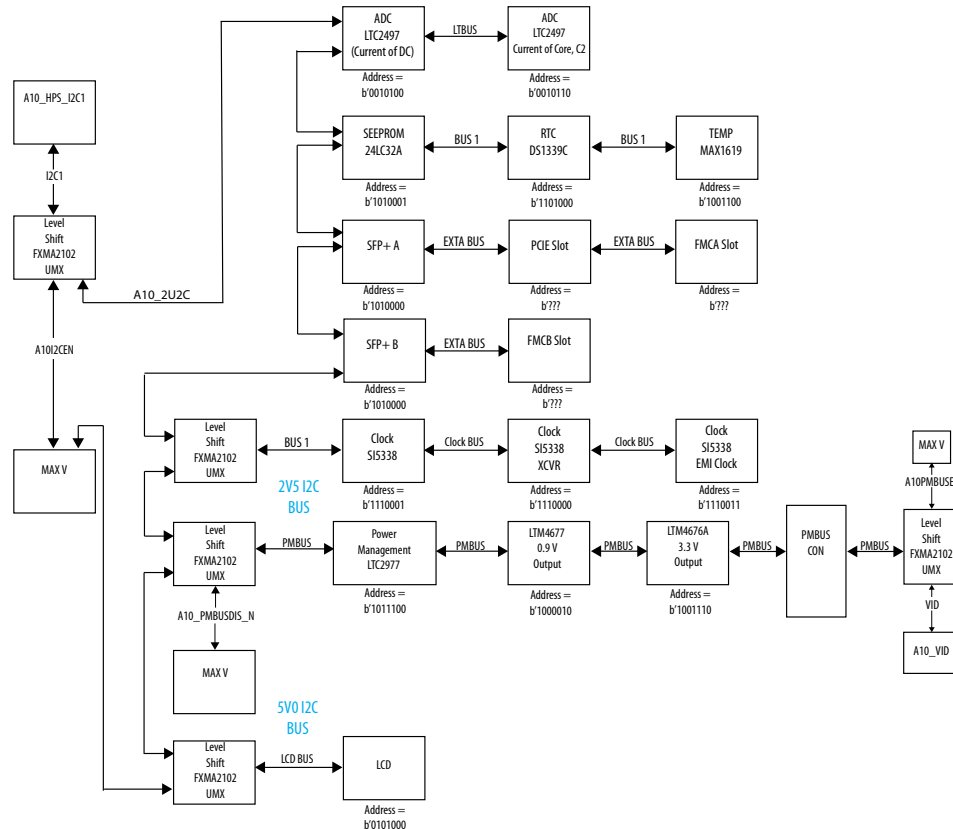 ADC
LTC2497
(Current of DC)
LTBUS
ADC
LTC2497
Current of Core, C2
Address =
b'0010100
Address =
b'0010110
A10_HPS_I2C1
I2C1
Level
Shift
FXMA2102
UMX
A10_2U2C
A10I2CEN
MAX V
SEEPROM
24LC32A
BUS 1
RTC
DS1339C
BUS 1
TEMP
MAX1619
Address =
b'1010001
Address =
b'1101000
Address =
b'1001100
SFP+ A
EXTA BUS
PCIE Slot
EXTA BUS
FMCA Slot
Address =
b'1010000
Address =
b'???
Address =
b'???
SFP+ B
EXTA BUS
FMCB Slot
Address =
b'1010000
Address =
b'???
Level
Shift
FXMA2102
UMX
BUS 1
Clock
SI5338
Clock BUS
Clock
SI5338
XCVR
Clock BUS
Clock
SI5338
EMI Clock
2V5 I2C
BUS
Address =
b'1110001
Address =
b'1110000
Address =
b'1110011
Level
Shift
FXMA2102
UMX
PMBUS
Power
Management
LTC2977
PMBUS
LTM4677
0.9 V
Output
PMBUS
LTM4676A
3.3 V
Output
PMBUS
PMBUS
CON
PMBUS
MAX V
A10PMBUSE
Level
Shift
FXMA2102
UMX
VID
A10_VID
Address =
b'1011100
Address =
b'1000010
Address =
b'1001110
A10_PMBUSDIS_N
MAX V
5V0 I2C
BUS
Level
Shift
FXMA2102
UMX
LCD BUS
LCD
Address =
b'0101000